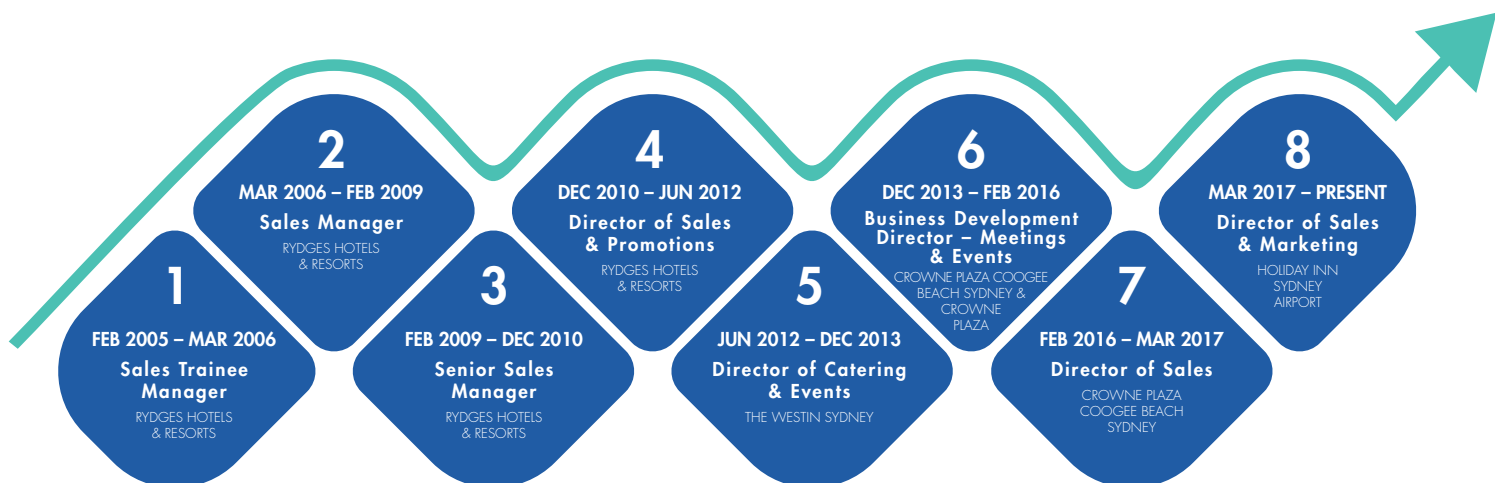 1
FEB 2005 – MAR 2006
Sales Trainee
Manager
RYDGES HOTELS
& RESORTS
2
MAR 2006 – FEB 2009
Sales Manager
RYDGES HOTELS
& RESORTS
3
FEB 2009 – DEC 2010
Senior Sales
Manager
RYDGES HOTELS
& RESORTS
4
DEC 2010 – JUN 2012
Director of Sales
& Promotions
RYDGES HOTELS
& RESORTS
5
JUN 2012 – DEC 2013
Director of Catering
& Events
THE WESTIN SYDNEY
6
DEC 2013 – FEB 2016
Business Development
Director – Meetings
& Events
CROWNE PLAZA COOGEE
BEACH SYDNEY &
CROWNE
PLAZA
7
FEB 2016 – MAR 2017
Director of Sales
CROWNE PLAZA
COOGEE BEACH
SYDNEY
8
MAR 2017 – PRESENT
Director of Sales
& Marketing
HOLIDAY INN
SYDNEY
AIRPORT